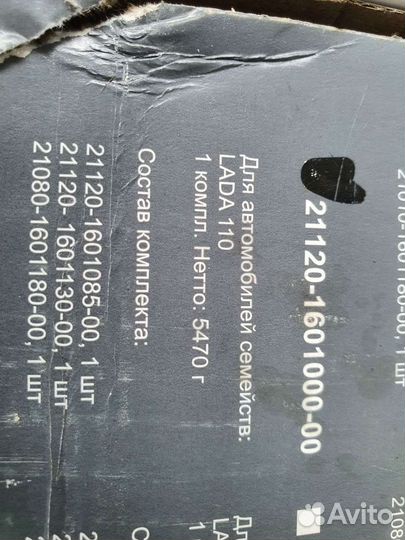 21120-1601000-00
Для автомобилей семейств:
LADA 110
1 компл. Нетто: 5470 г
Состав комплекта:
21120-1601085-00, 1 шт
21120- 1601130-00, 1 шт
21080-1601180-00, 1 шт
Avito